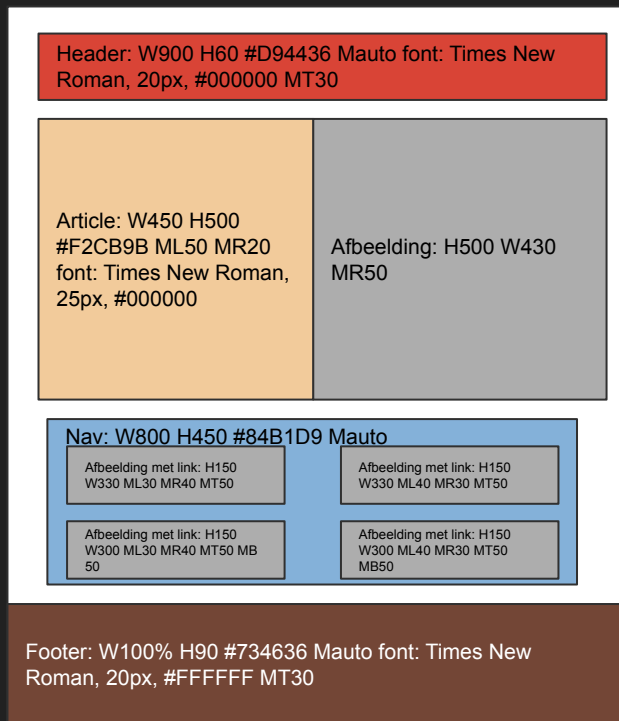 Header: W900 H60 #D94436 Mauto font: Times New
Roman, 20px, #000000 MT30
Article: W450 H500
#F2CB9B ML50 MR20
font: Times New Roman,
25px, #000000
Afbeelding: H500 W430
MR50
Nav: W800 H450 #84B1D9 Mauto
Afbeelding met link: H150
W330 ML30 MR40 MT50
Afbeelding met link: H150
W330 ML40 MR30 MT50
Afbeelding met link: H150
W300 ML30 MR40 MT50 MB
50
Afbeelding met link: H150
W300 ML40 MR30 MT50
MB50
Footer: W100% H90 #734636 Mauto font: Times New
Roman, 20px, #FFFFFF MT30